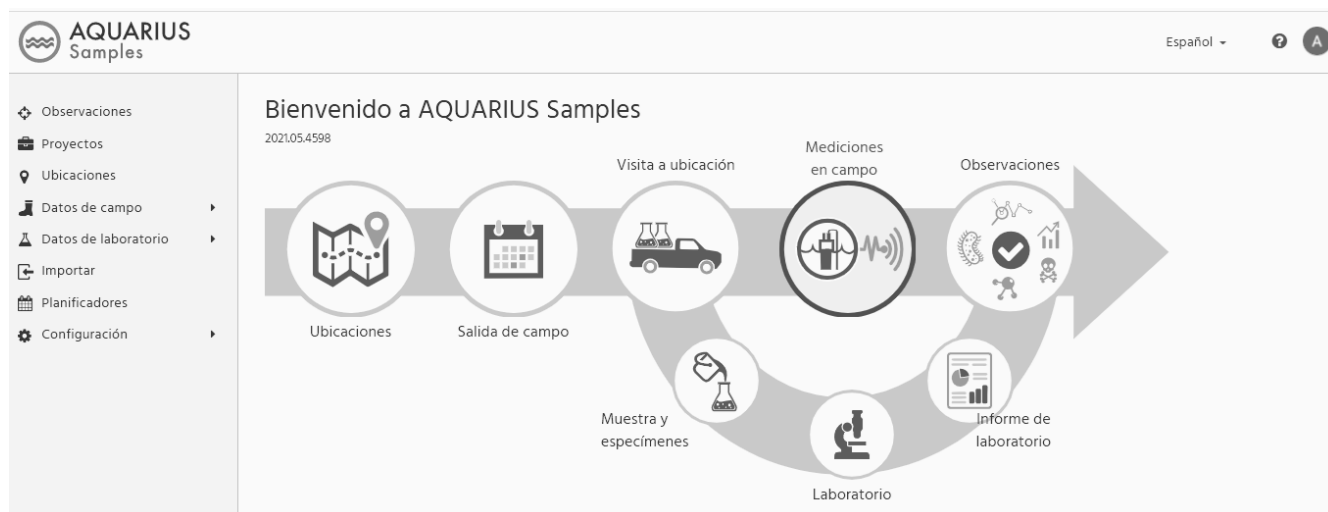 AQUARIUS
Samples
Español
A
Observaciones
Proyectos
Ubicaciones
Datos de campo
Datos de laboratorio
Importar
Planificadores
Configuración
Bienvenido a AQUARIUS Samples
2021.05.4598
Ubicaciones
Salida de campo
Visita a ubicación
Mediciones
en campo
Observaciones
Muestra y
especímenes
Laboratorio
Informe de
laboratorio